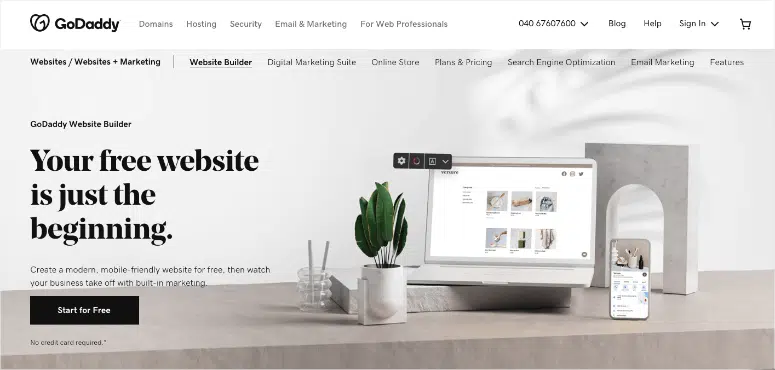 GoDaddy Domains Hosting Security Email & Marketing For Web Professionals 040 67607600 Blog Help Sign In
Websites / Websites + Marketing Website Builder Digital Marketing Suite Online Store Plans & Pricing Search Engine Optimization Email Marketing Features
GoDaddy Website Builder
Your free website
is just the
beginning.
Create a modern, mobile-friendly website for free, then watch
your business take off with built-in marketing.
Start for Free
No credit card required.*